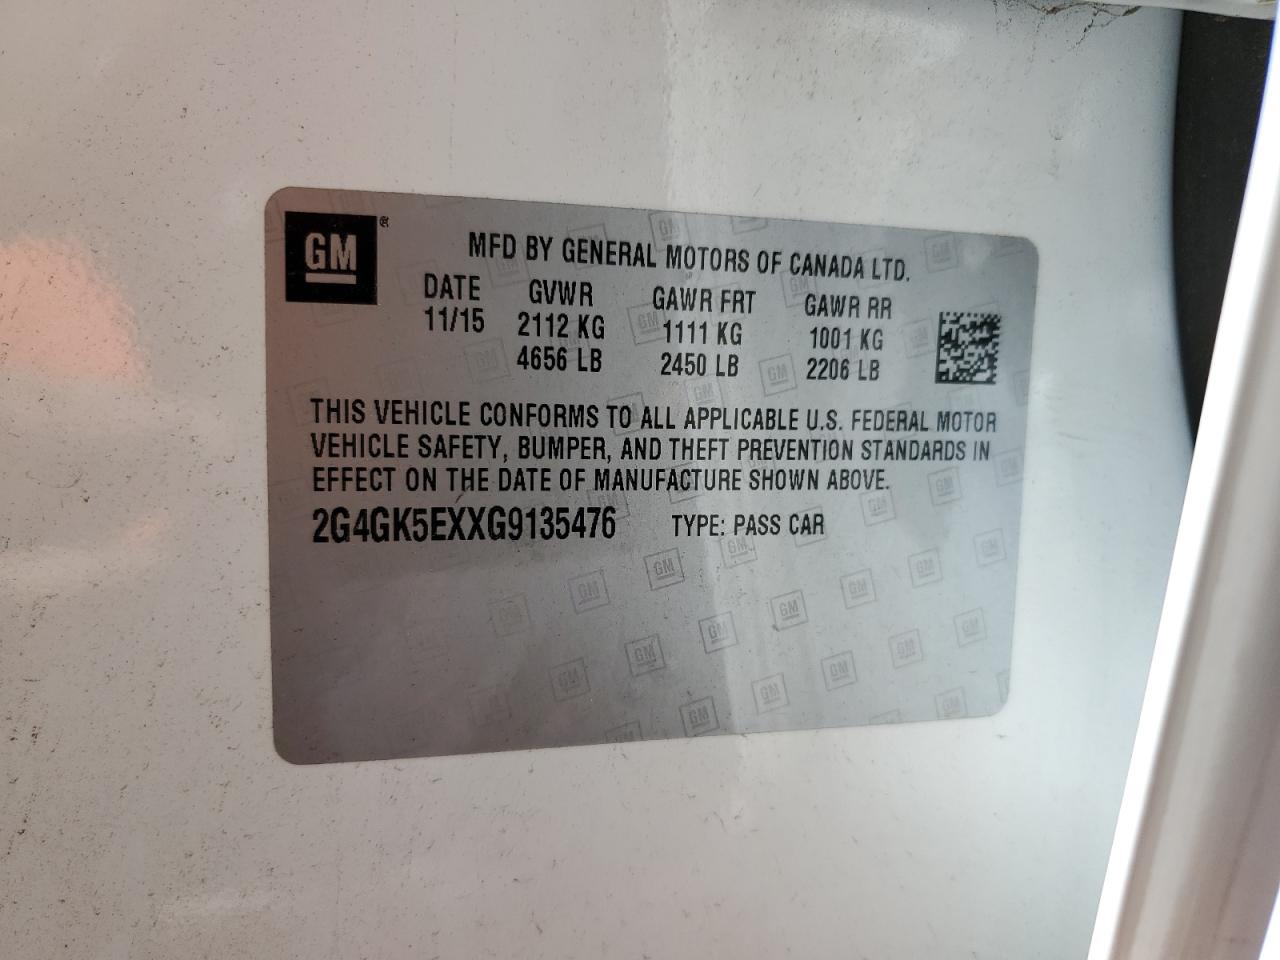 GM ®
MFD BY GENERAL MOTORS OF CANADA LTD.
DATE GVWR GAWR FRT GAWR RR
11/15 2112 KG 1111 KG 1001 KG
4656 LB 2450 LB 2206 LB
THIS VEHICLE CONFORMS TO ALL APPLICABLE U.S. FEDERAL MOTOR
VEHICLE SAFETY, BUMPER, AND THEFT PREVENTION STANDARDS IN
EFFECT ON THE DATE OF MANUFACTURE SHOWN ABOVE.
2G4GK5EXXG9135476 TYPE: PASS CAR